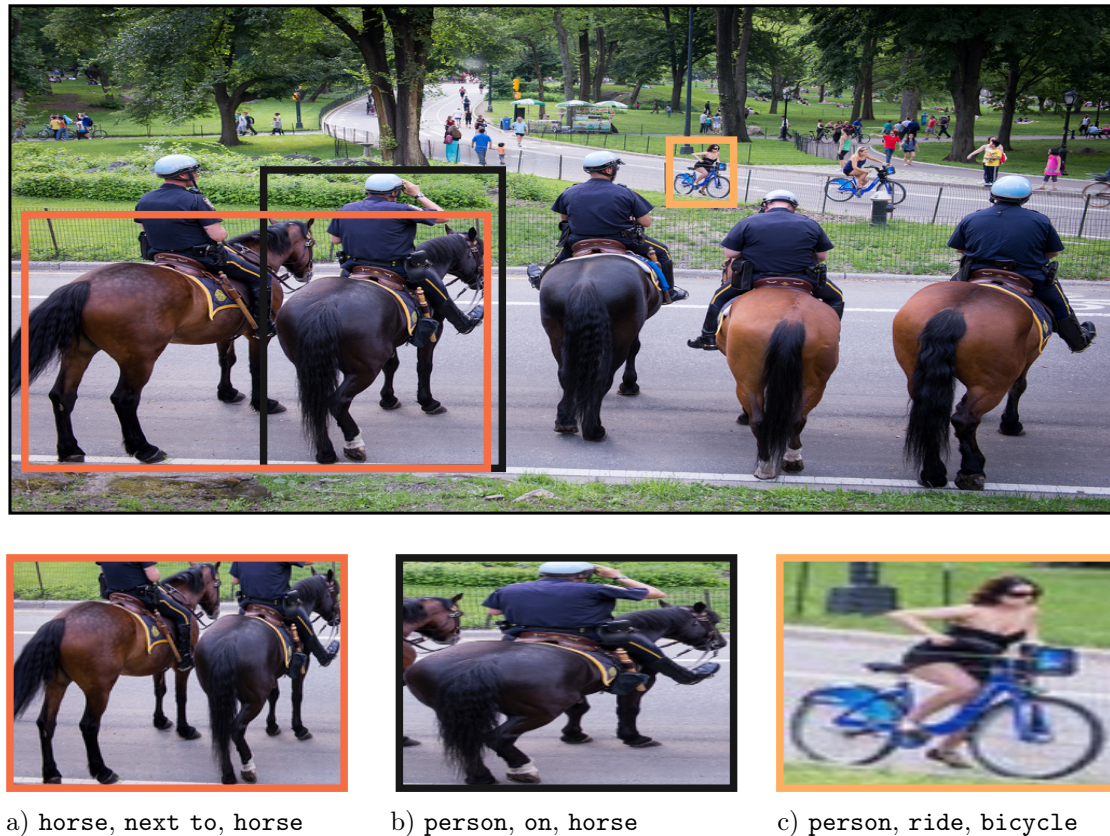 a) horse, next to, horse
b) person, on, horse
c) person, ride, bicycle